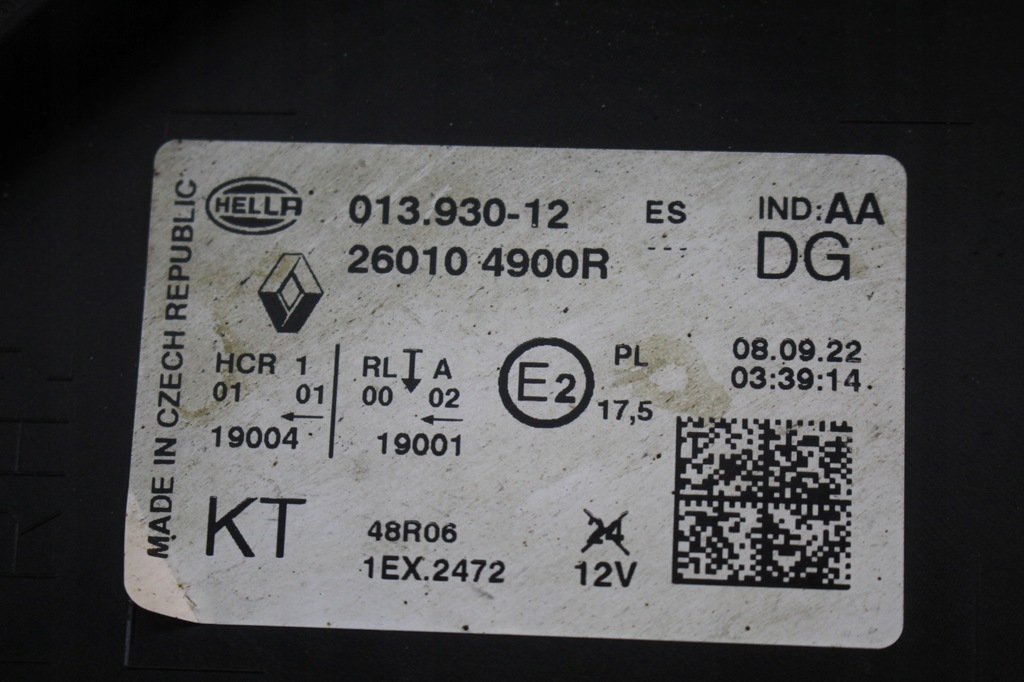 MADE IN CZECH REPUBLIC
HELLA
013.930-12
ES
---
IND:AA
26010 4900R
DG
HCR 1
01 01
←
19004
RL A
00 02
←
19001
E2
PL
17,5
08.09.22
03:39:14
KT
48R06
1EX.2472
24
12V